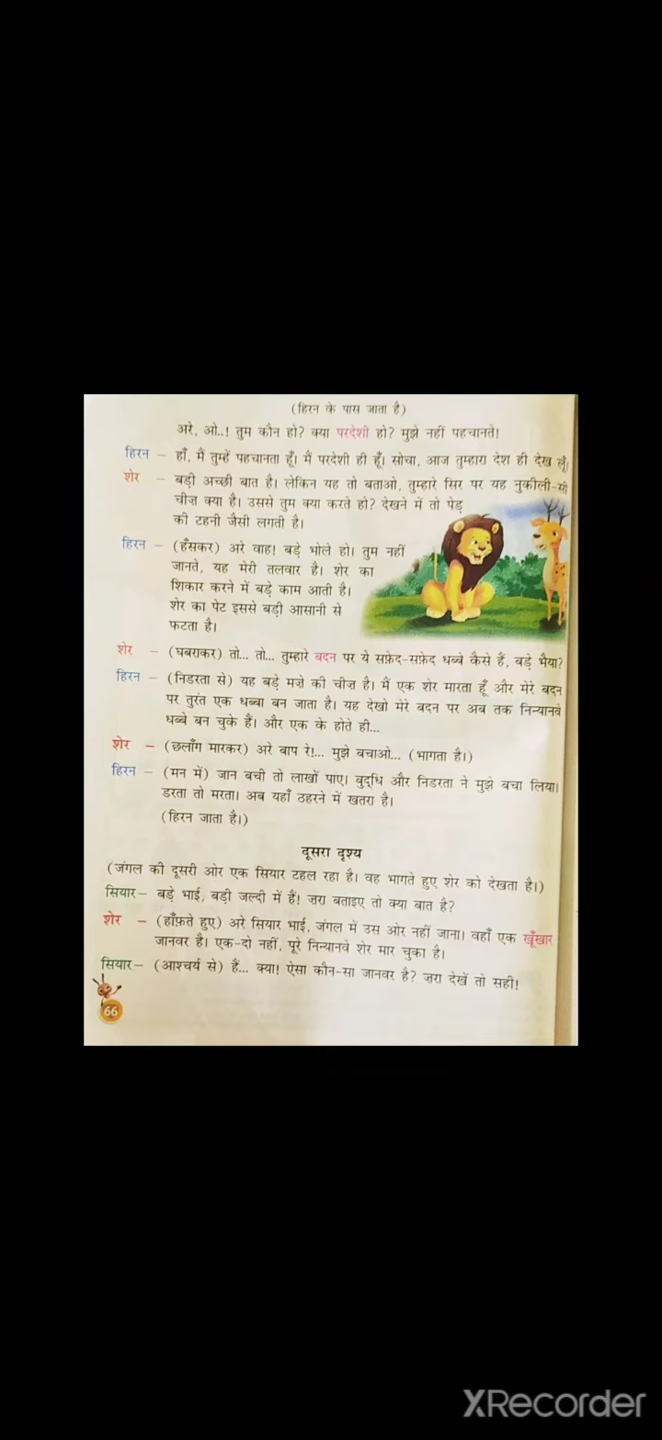 (हिरन के पास जाता है)
अरे, ओ..! तुम कौन हो? क्या परदेशी हो? मुझे नहीं पहचानते!
हिरन – हाँ, मैं तुम्हें पहचानता हूँ। मैं परदेशी ही हूँ। सोचा, आज तुम्हारा देश ही देख लूँ।
शेर – बड़ी अच्छी बात है। लेकिन यह तो बताओ, तुम्हारे सिर पर यह नुकीली-सी
चीज़ क्या है। उससे तुम क्या करते हो? देखने में तो पेड़
की टहनी जैसी लगती है।
हिरन – (हँसकर) अरे वाह! बड़े भोले हो। तुम नहीं
जानते, यह मेरी तलवार है। शेर का
शिकार करने में बड़े काम आती है।
शेर का पेट इससे बड़ी आसानी से
फटता है।
शेर – (घबराकर) तो... तो... तुम्हारे बदन पर ये सफ़ेद-सफ़ेद धब्बे कैसे हैं, बड़े भैया?
हिरन – (निडरता से) यह बड़े मज़े की चीज़ है। मैं एक शेर मारता हूँ और मेरे बदन
पर तुरंत एक धब्बा बन जाता है। यह देखो मेरे बदन पर अब तक निन्यानवे
धब्बे बन चुके हैं। और एक के होते ही...
शेर – (छलाँग मारकर) अरे बाप रे!... मुझे बचाओ... (भागता है।)
हिरन – (मन में) जान बची तो लाखों पाए। बुद्धि और निडरता ने मुझे बचा लिया।
डरता तो मरता। अब यहाँ ठहरने में खतरा है।
(हिरन जाता है।)
दूसरा दृश्य
(जंगल की दूसरी ओर एक सियार टहल रहा है। वह भागते हुए शेर को देखता है।)
सियार – बड़े भाई, बड़ी जल्दी में हैं! ज़रा बताइए तो क्या बात है?
शेर – (हाँफ़ते हुए) अरे सियार भाई, जंगल में उस ओर नहीं जाना। वहाँ एक खूँखार
जानवर है। एक-दो नहीं, पूरे निन्यानवे शेर मार चुका है।
सियार – (आश्चर्य से) हैं... क्या! ऐसा कौन-सा जानवर है? ज़रा देखें तो सही!
66
XRecorder